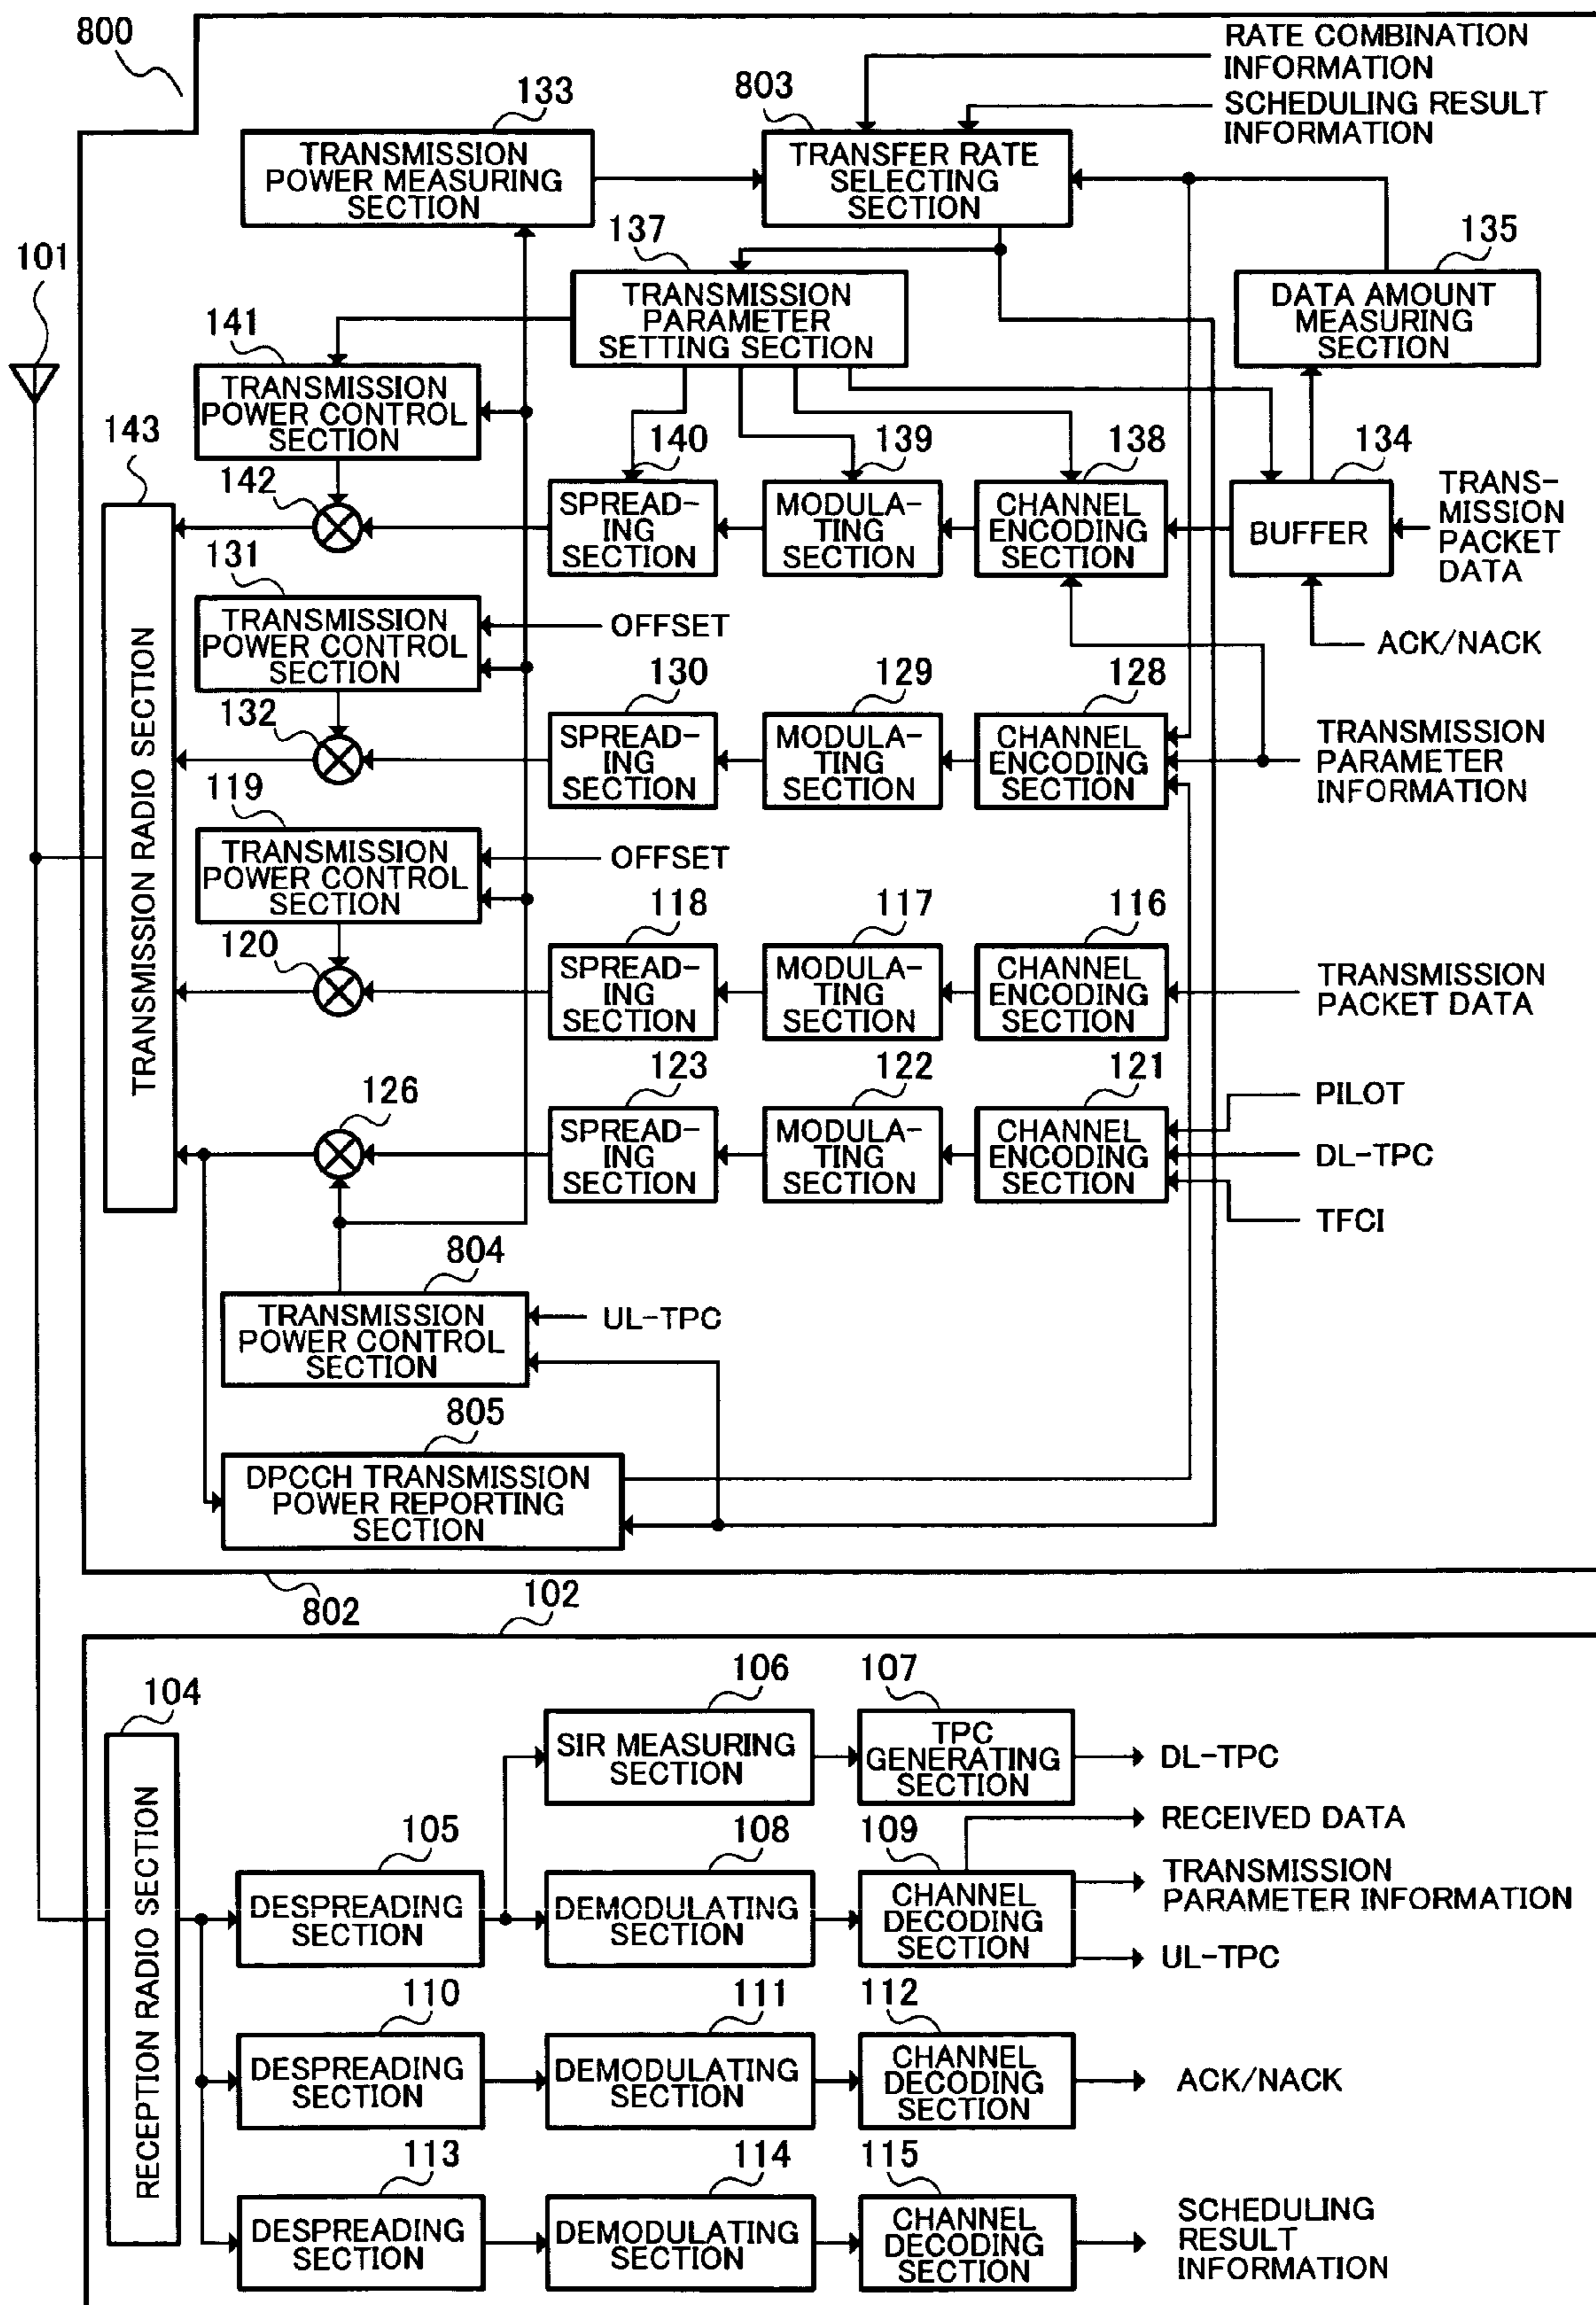 800
RATE COMBINATION
INFORMATION
133
803
SCHEDULING RESULT
INFORMATION
TRANSMISSION
POWER MEASURING
SECTION
TRANSFER RATE
SELECTING
SECTION
101
137
135
TRANSMISSION
PARAMETER
SETTING SECTION
DATA AMOUNT
MEASURING
SECTION
141
TRANSMISSION
POWER CONTROL
SECTION
143
140
139
138
134
142
SPREAD-
ING
SECTION
MODULA-
TING
SECTION
CHANNEL
ENCODING
SECTION
BUFFER
TRANS-
MISSION
PACKET
DATA
131
TRANSMISSION
POWER CONTROL
SECTION
OFFSET
ACK/NACK
130
129
128
132
SPREAD-
ING
SECTION
MODULA-
TING
SECTION
CHANNEL
ENCODING
SECTION
TRANSMISSION
PARAMETER
INFORMATION
TRANSMISSION RADIO SECTION
119
TRANSMISSION
POWER CONTROL
SECTION
OFFSET
118
117
116
120
SPREAD-
ING
SECTION
MODULA-
TING
SECTION
CHANNEL
ENCODING
SECTION
TRANSMISSION
PACKET DATA
123
122
121
126
SPREAD-
ING
SECTION
MODULA-
TING
SECTION
CHANNEL
ENCODING
SECTION
PILOT
DL-TPC
TFCI
804
TRANSMISSION
POWER CONTROL
SECTION
UL-TPC
805
DPCCH TRANSMISSION
POWER REPORTING
SECTION
802
102
104
RECEPTION RADIO SECTION
106
107
SIR MEASURING
SECTION
TPC
GENERATING
SECTION
DL-TPC
RECEIVED DATA
105
108
109
DESPREADING
SECTION
DEMODULATING
SECTION
CHANNEL
DECODING
SECTION
TRANSMISSION
PARAMETER INFORMATION
UL-TPC
110
111
112
DESPREADING
SECTION
DEMODULATING
SECTION
CHANNEL
DECODING
SECTION
ACK/NACK
113
114
115
DESPREADING
SECTION
DEMODULATING
SECTION
CHANNEL
DECODING
SECTION
SCHEDULING
RESULT
INFORMATION